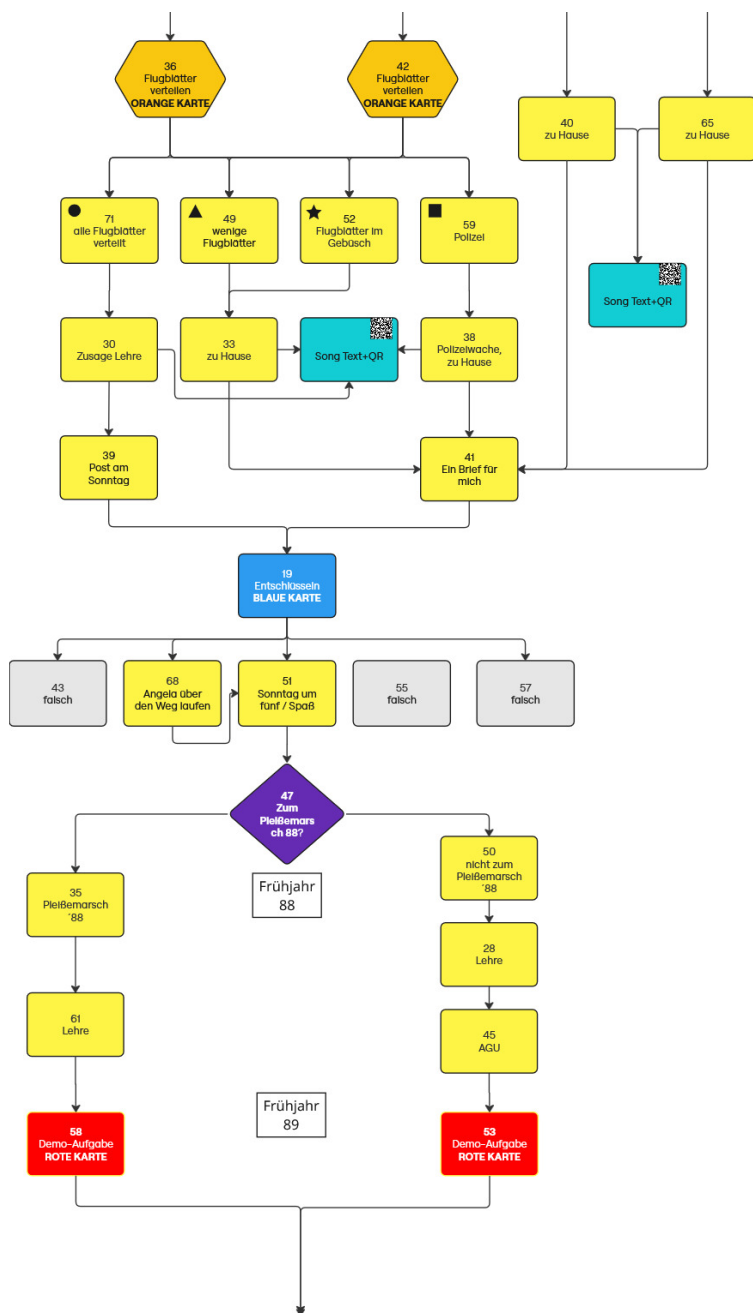 36
Flugblätter
verteilen
ORANGE KARTE
42
Flugblätter
verteilen
ORANGE KARTE
40
zu Hause
65
zu Hause
71
alle Flugblätter
verteilt
49
wenige
Flugblätter
52
Flugblätter im
Gebüsch
59
Polizei
Song Text+QR
30
Zusage Lehre
33
zu Hause
Song Text+QR
38
Polizeiwache,
zu Hause
39
Post am
Sonntag
41
Ein Brief für
mich
19
Entschlüsseln
BLAUE KARTE
43
falsch
68
Angela über
den Weg laufen
51
Sonntag um
fünf / Spaß
55
falsch
57
falsch
47
Zum
Pleißemars
ch 88?
35
Pleißemarsch
´88
Frühjahr
88
50
nicht zum
Pleißemarsch
´88
28
Lehre
61
Lehre
45
AGU
Frühjahr
89
58
Demo-Aufgabe
ROTE KARTE
53
Demo-Aufgabe
ROTE KARTE